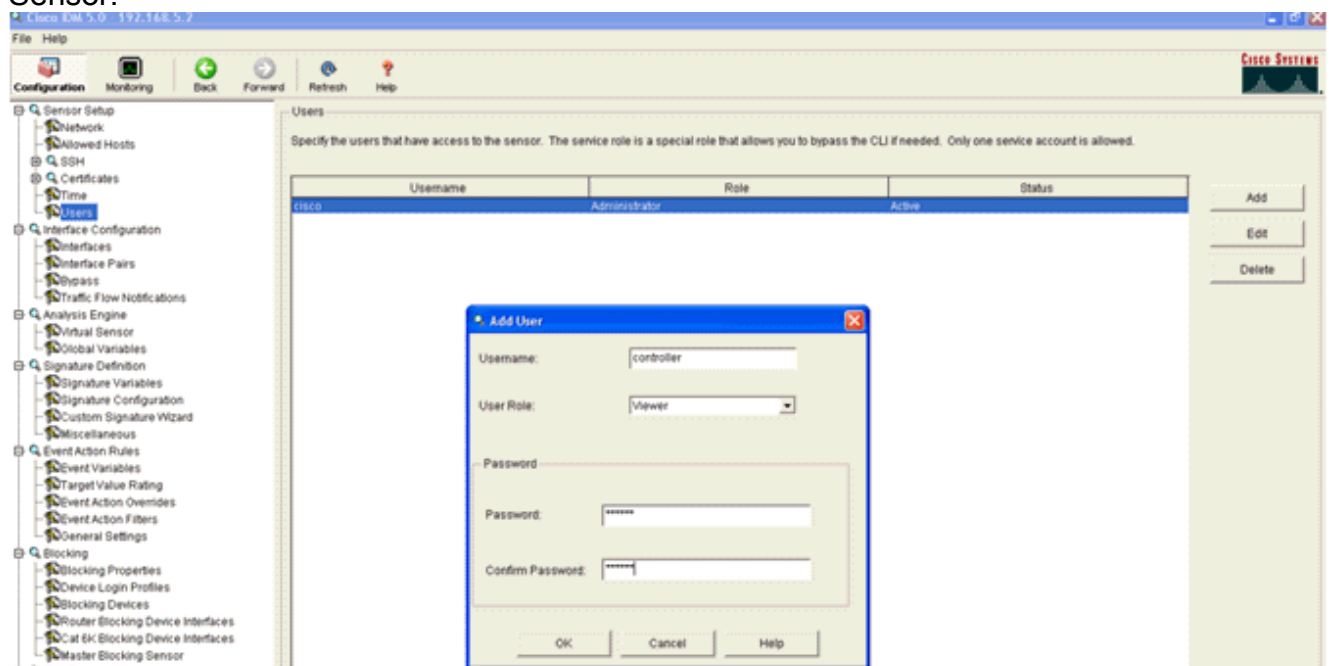 Sensor.
Cisco IDM 5.0 - 192.168.5.2
File Help
Configuration Monitoring Back Forward Refresh Help
CISCO SYSTEMS
Sensor Setup
Network
Allowed Hosts
SSH
Certificates
Time
Users
Interface Configuration
Interfaces
Interface Pairs
Bypass
Traffic Flow Notifications
Analysis Engine
Virtual Sensor
Global Variables
Signature Definition
Signature Variables
Signature Configuration
Custom Signature Wizard
Miscellaneous
Event Action Rules
Event Variables
Target Value Rating
Event Action Overrides
Event Action Filters
General Settings
Blocking
Blocking Properties
Device Login Profiles
Blocking Devices
Router Blocking Device Interfaces
Cat 6K Blocking Device Interfaces
Master Blocking Sensor
Users
Specify the users that have access to the sensor. The service role is a special role that allows you to bypass the CLI if needed. Only one service account is allowed.
Username Role Status
cisco Administrator Active
Add
Edit
Delete
Add User
Username: controller
User Role: Viewer
Password
Password: ******
Confirm Password: ******
OK Cancel Help